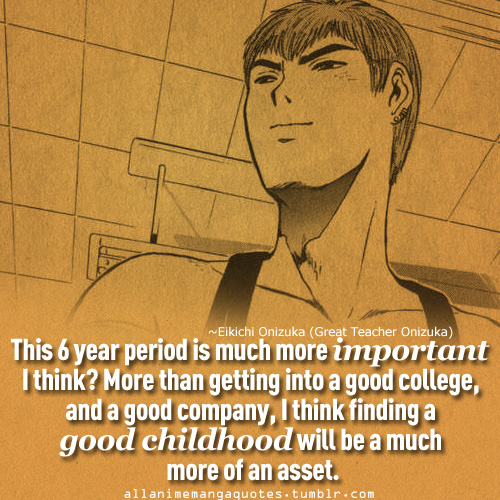 ~Eikichi Onizuka (Great Teacher Onizuka)
This 6 year period is much more important
I think? More than getting into a good college,
and a good company, I think finding a
good childhood will be a much
more of an asset.
allanimemangaquotes.tumblr.com